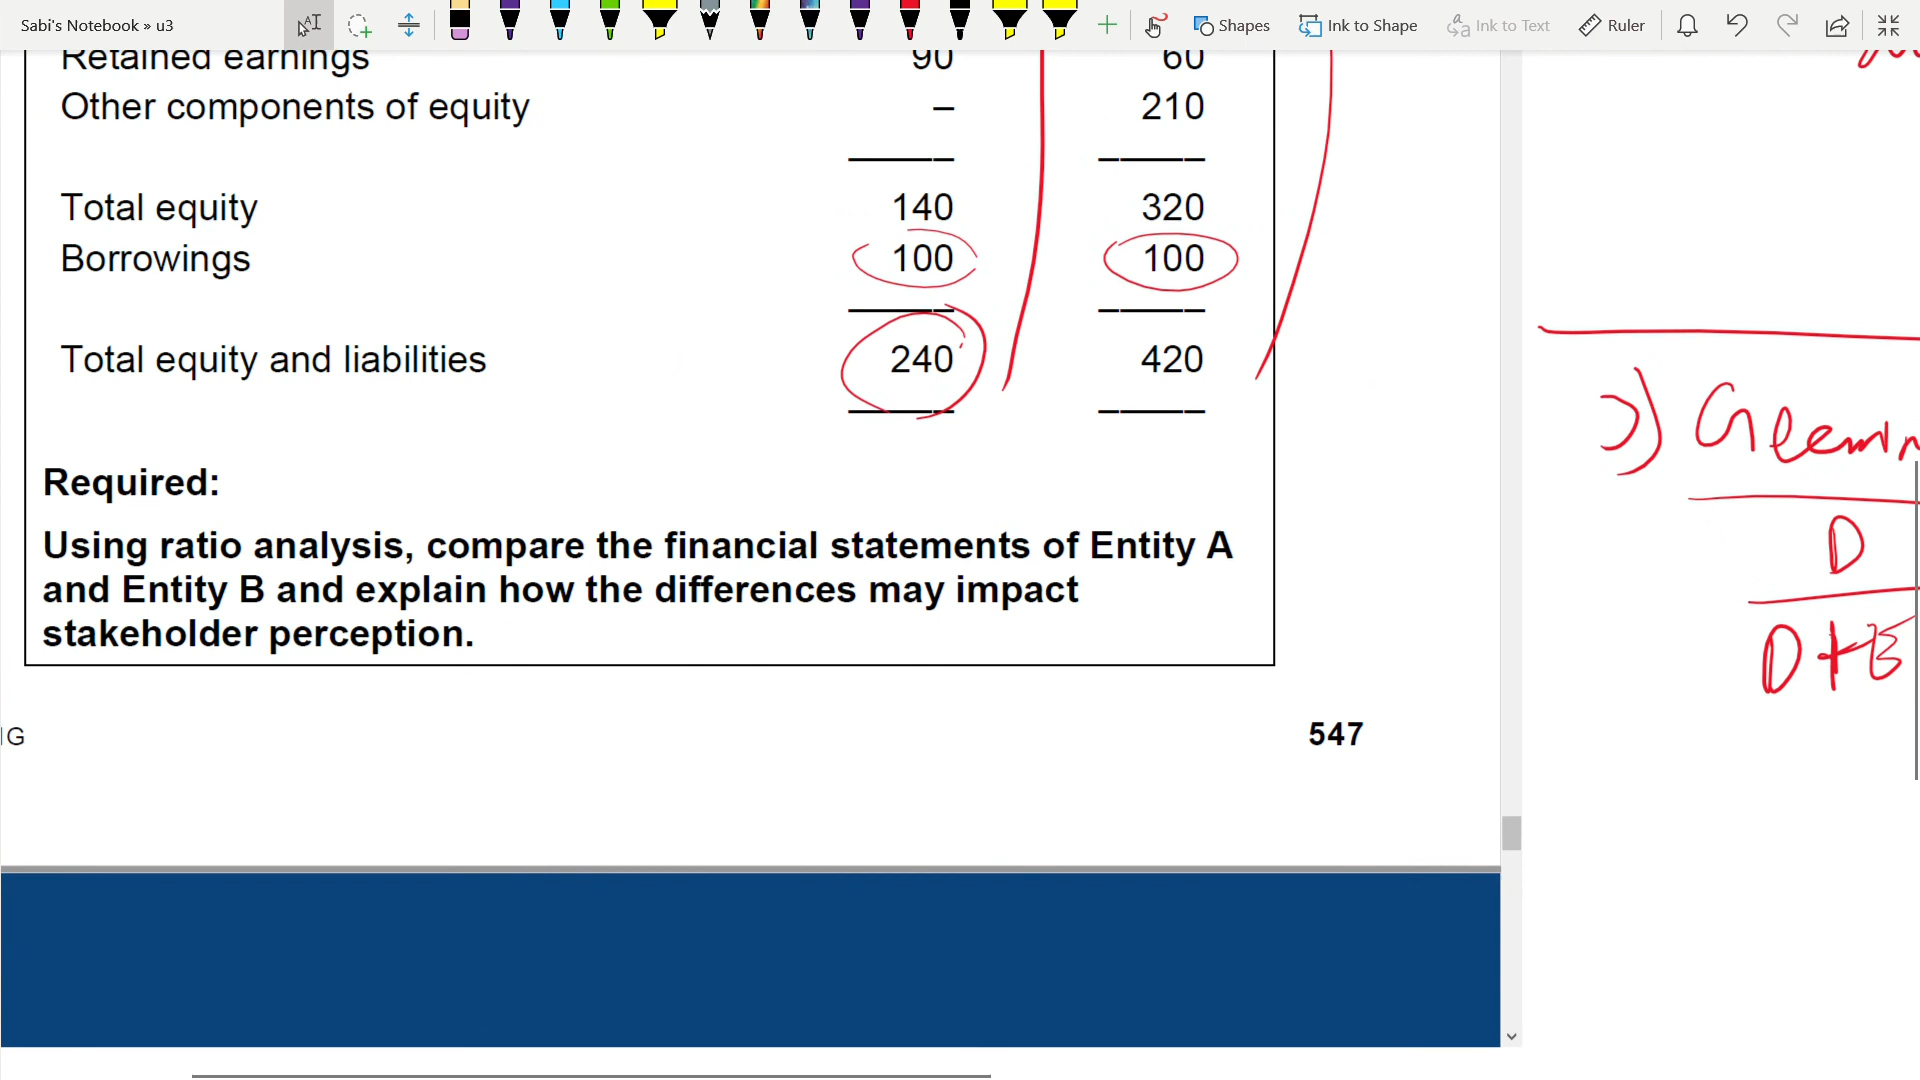 Sabi's Notebook » u3
Shapes
Ink to Shape
Ink to Text
Ruler
Retained earnings 90 60
Other components of equity – 210
Total equity 140 320
Borrowings 100 100
Total equity and liabilities 240 420
Required:
Using ratio analysis, compare the financial statements of Entity A
and Entity B and explain how the differences may impact
stakeholder perception.
G
547
D
D+E